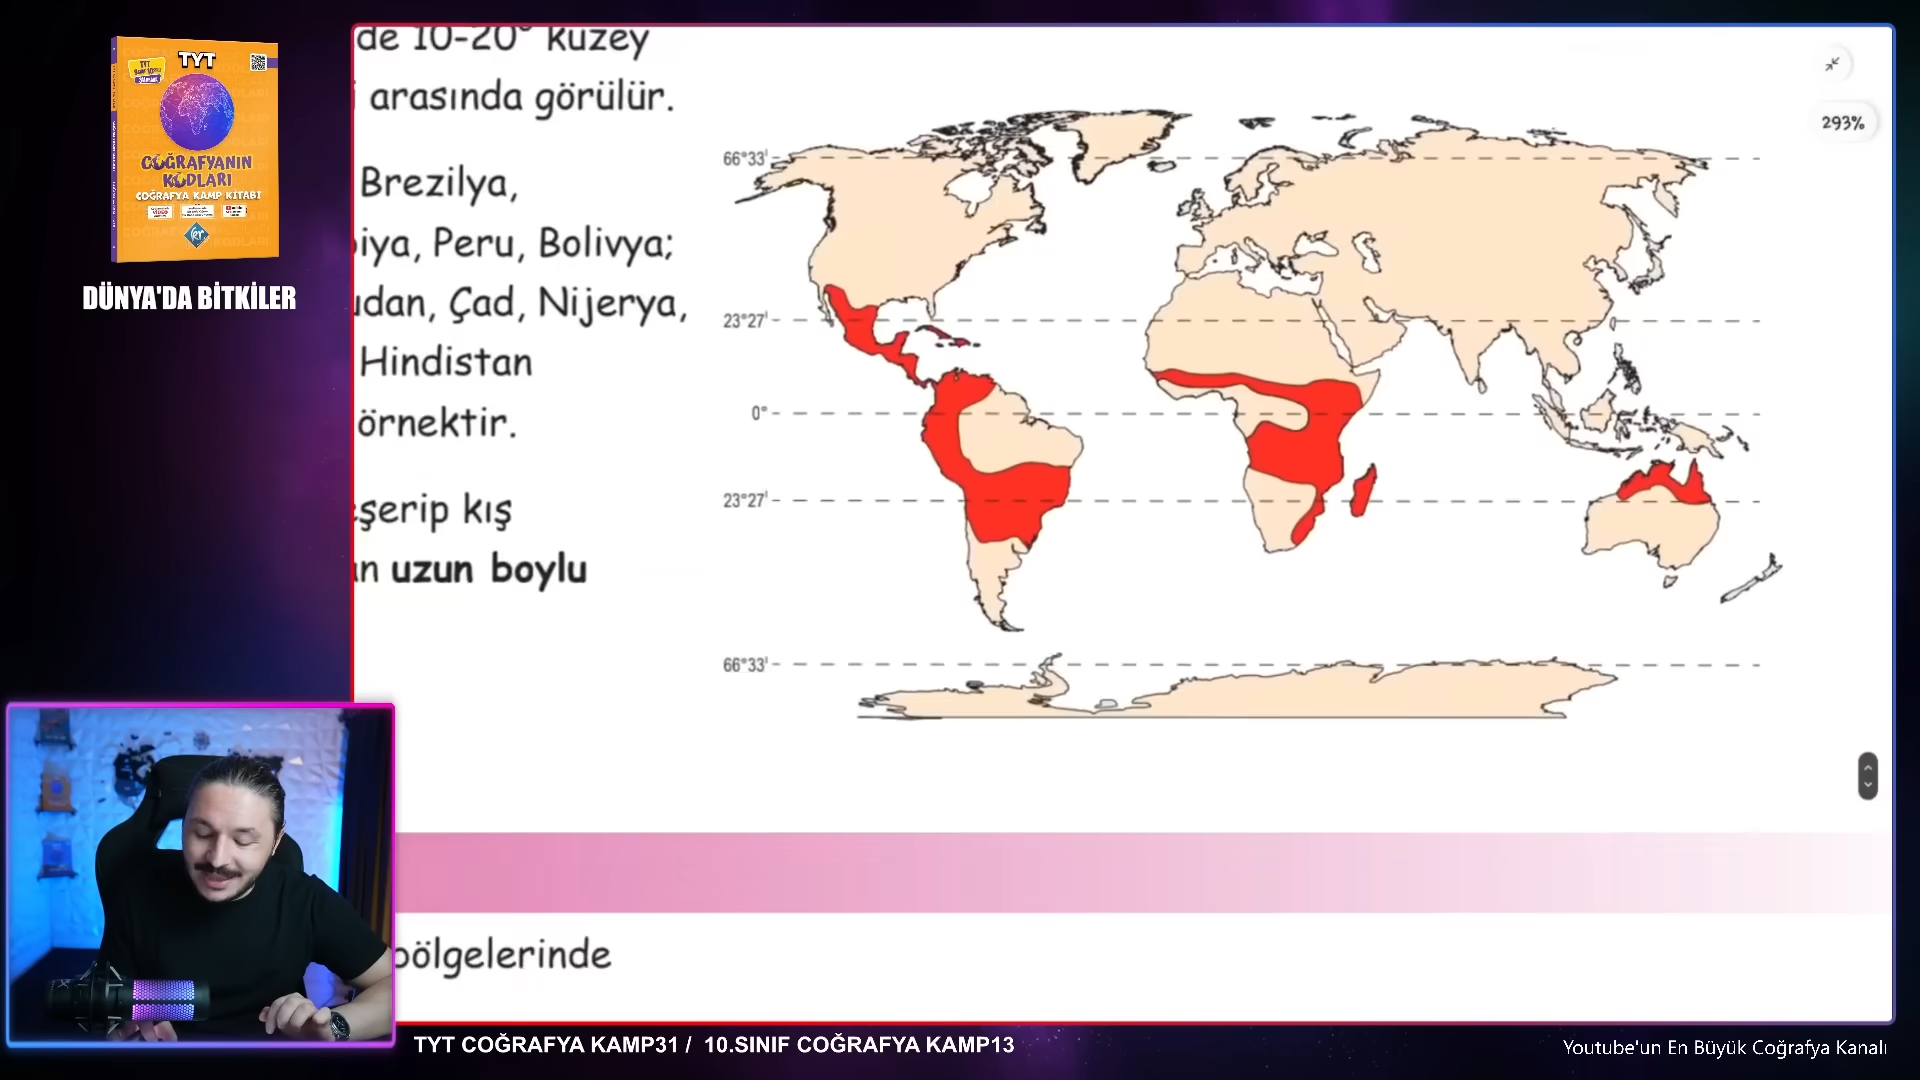 TYT
COĞRAFYANIN
KODLARI
COĞRAFYA KAMP KİTABI
DÜNYA'DA BİTKİLER
de 10-20° kuzey
arasında görülür.
Brezilya,
iya, Peru, Bolivya;
udan, Çad, Nijerya,
Hindistan
örnektir.
eşerip kış
an uzun boylu
293%
66°33'
23°27'
0°
23°27'
66°33'
bölgelerinde
TYT COĞRAFYA KAMP31 / 10.SINIF COĞRAFYA KAMP13
Youtube'un En Büyük Coğrafya Kanalı